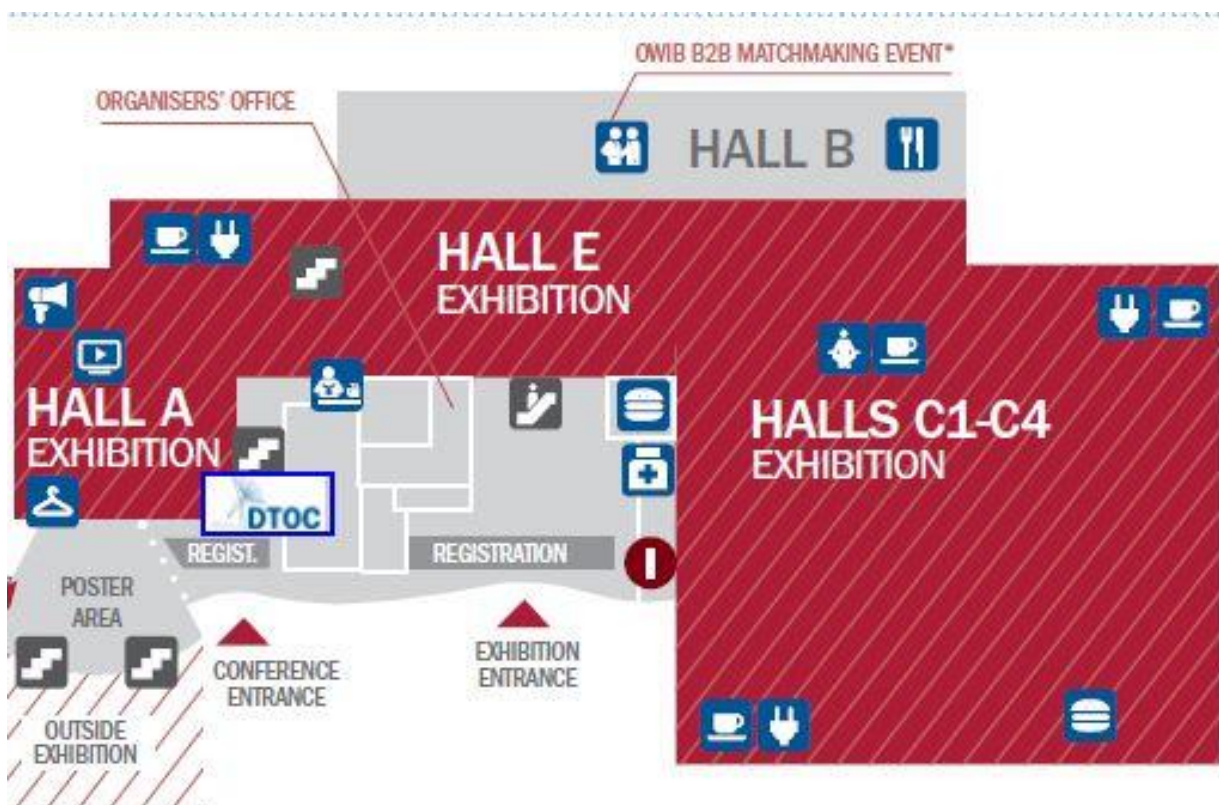 OWIB B2B MATCHMAKING EVENT*
ORGANISERS' OFFICE
HALL B
HALL E
EXHIBITION
HALL A
EXHIBITION
HALLS C1-C4
EXHIBITION
DTOC
REGIST.
REGISTRATION
POSTER
AREA
CONFERENCE
ENTRANCE
EXHIBITION
ENTRANCE
OUTSIDE
EXHIBITION